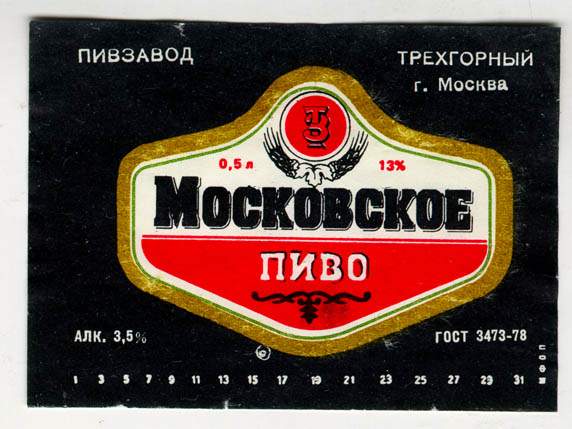 ПИВЗАВОД ТРЕХГОРНЫЙ
г. Москва
ТЗ
0,5 л 13%
МОСКОВСКОЕ
ПИВО
АЛК. 3,5% ГОСТ 3473-78
1 3 5 7 9 11 13 15 17 19 21 23 25 27 29 31